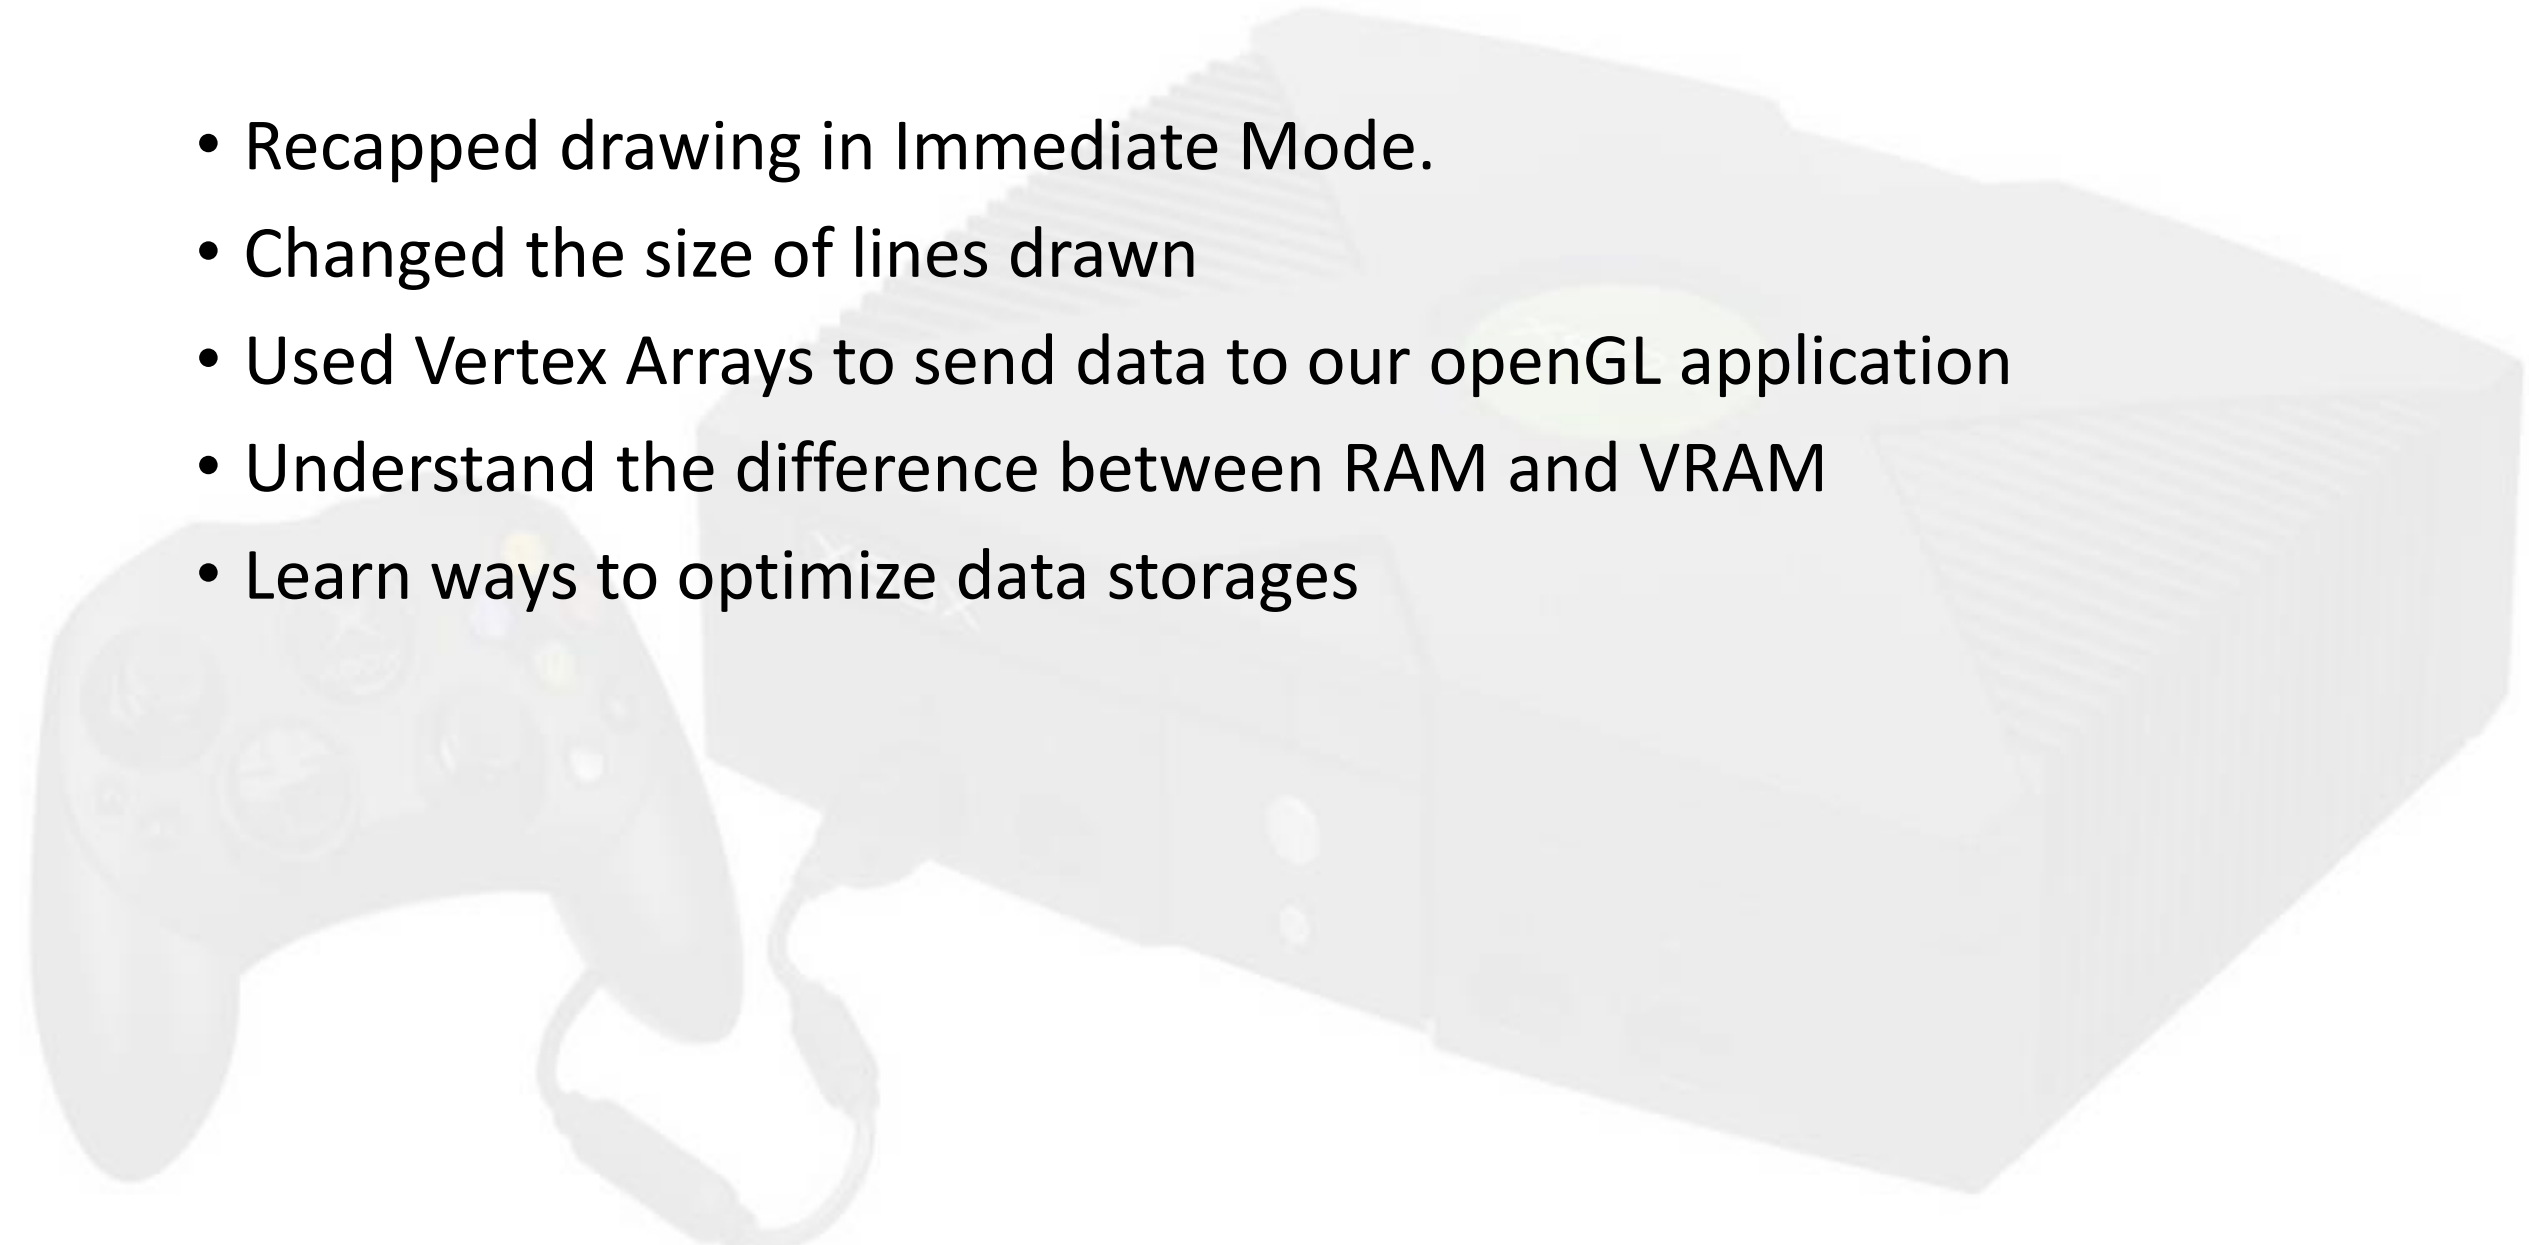 • Recapped drawing in Immediate Mode.
• Changed the size of lines drawn
• Used Vertex Arrays to send data to our openGL application
• Understand the difference between RAM and VRAM
• Learn ways to optimize data storages